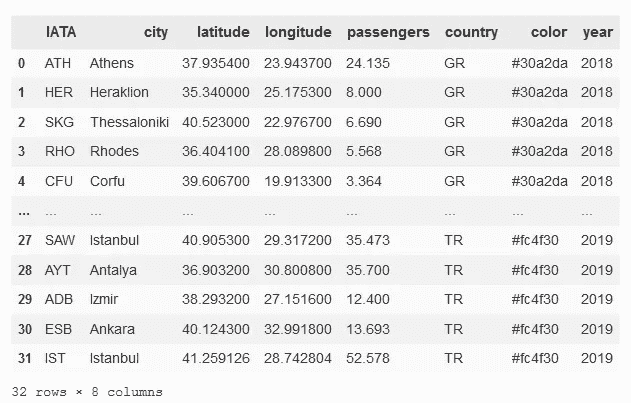 IATA city latitude longitude passengers country color year
0 ATH Athens 37.935400 23.943700 24.135 GR #30a2da 2018
1 HER Heraklion 35.340000 25.175300 8.000 GR #30a2da 2018
2 SKG Thessaloniki 40.523000 22.976700 6.690 GR #30a2da 2018
3 RHO Rhodes 36.404100 28.089800 5.568 GR #30a2da 2018
4 CFU Corfu 39.606700 19.913300 3.364 GR #30a2da 2018
... ... ... ... ... ... ... ... ...
27 SAW Istanbul 40.905300 29.317200 35.473 TR #fc4f30 2019
28 AYT Antalya 36.903200 30.800800 35.700 TR #fc4f30 2019
29 ADB Izmir 38.293200 27.151600 12.400 TR #fc4f30 2019
30 ESB Ankara 40.124300 32.991800 13.693 TR #fc4f30 2019
31 IST Istanbul 41.259126 28.742804 52.578 TR #fc4f30 2019
32 rows × 8 columns